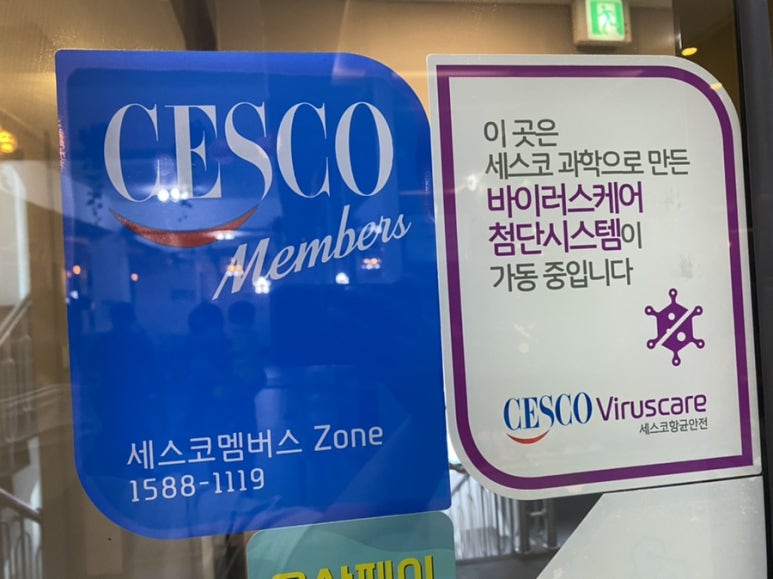 CESCO
Members
세스코멤버스 Zone
1588-1119
이 곳은
세스코 과학으로 만든
바이러스케어
첨단시스템이
가동 중입니다
CESCO Viruscare
세스코항균안전